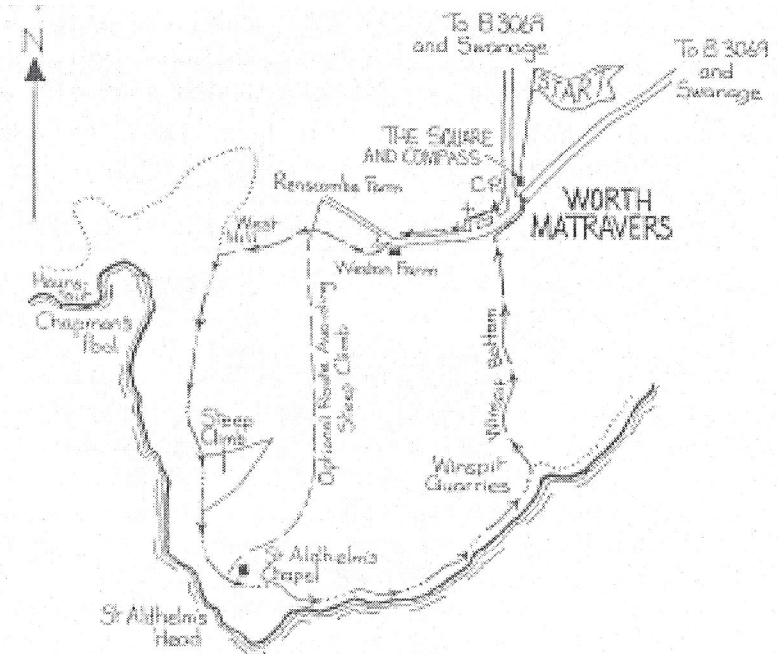 N
To B 3069
and Swanage
START
To B 3069
and
Swanage
THE SQUARE
AND COMPASS
C.P.
WORTH
MATRAVERS
Renscombe Farm
West
Hill
Weston Farm
Houns-
tout
Chapman's
Pool
Optional Route Avoiding
Steep Climb
Winspit Bottom
Steep
Climb
Winspit
Quarries
St Aldhelm's
Chapel
St Aldhelm's
Head